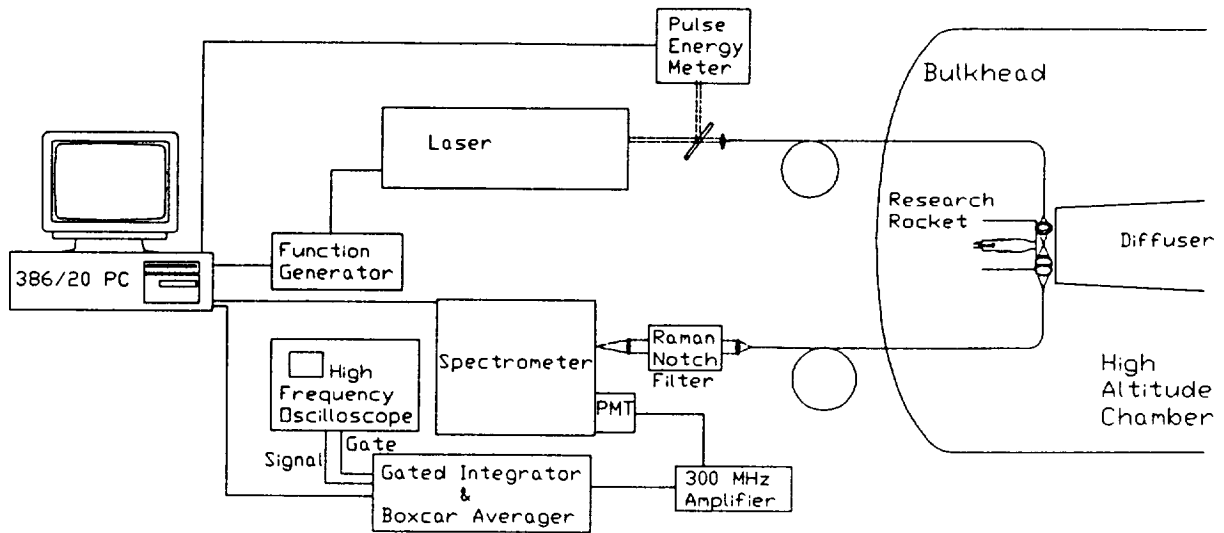 Pulse
Energy
Meter
Bulkhead
Laser
Research
Rocket
Diffuser
Function
Generator
386/20 PC
Spectrometer
Raman
Notch
Filter
High
Frequency
Oscilloscope
High
Altitude
Chamber
PMT
Gate
Signal
Gated Integrator
&
Boxcar Averager
300 MHz
Amplifier